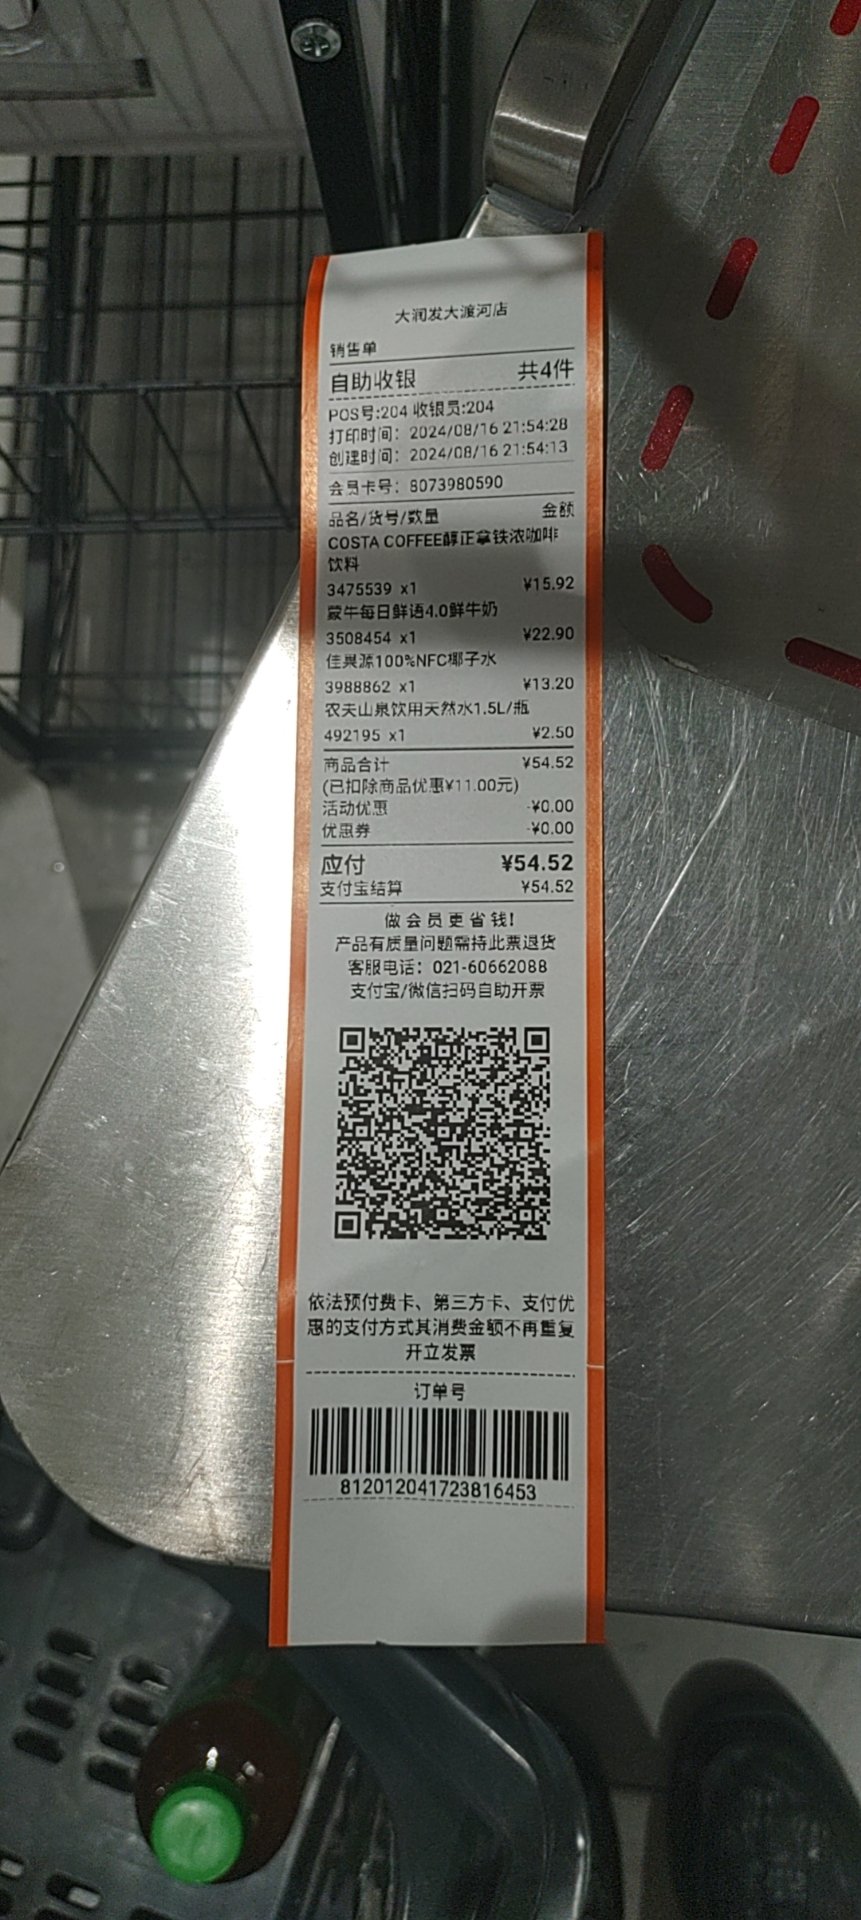 大润发大渡河店
销售单
自助收银 共4件
POS号:204 收银员:204
打印时间: 2024/08/16 21:54:28
创建时间: 2024/08/16 21:54:13
会员卡号: 8073980590
品名/货号/数量 金额
COSTA COFFEE醇正拿铁浓咖啡
饮料
3475539 x1 ¥15.92
蒙牛每日鲜语4.0鲜牛奶
3508454 x1 ¥22.90
佳果源100%NFC椰子水
3988862 x1 ¥13.20
农夫山泉饮用天然水1.5L/瓶
492195 x1 ¥2.50
商品合计 ¥54.52
(已扣除商品优惠¥11.00元)
活动优惠 -¥0.00
优惠券 -¥0.00
应付 ¥54.52
支付宝结算 ¥54.52
做会员更省钱!
产品有质量问题需持此票退货
客服电话: 021-60662088
支付宝/微信扫码自助开票
依法预付费卡、第三方卡、支付优
惠的支付方式其消费金额不再重复
开立发票
订单号
812012041723816453